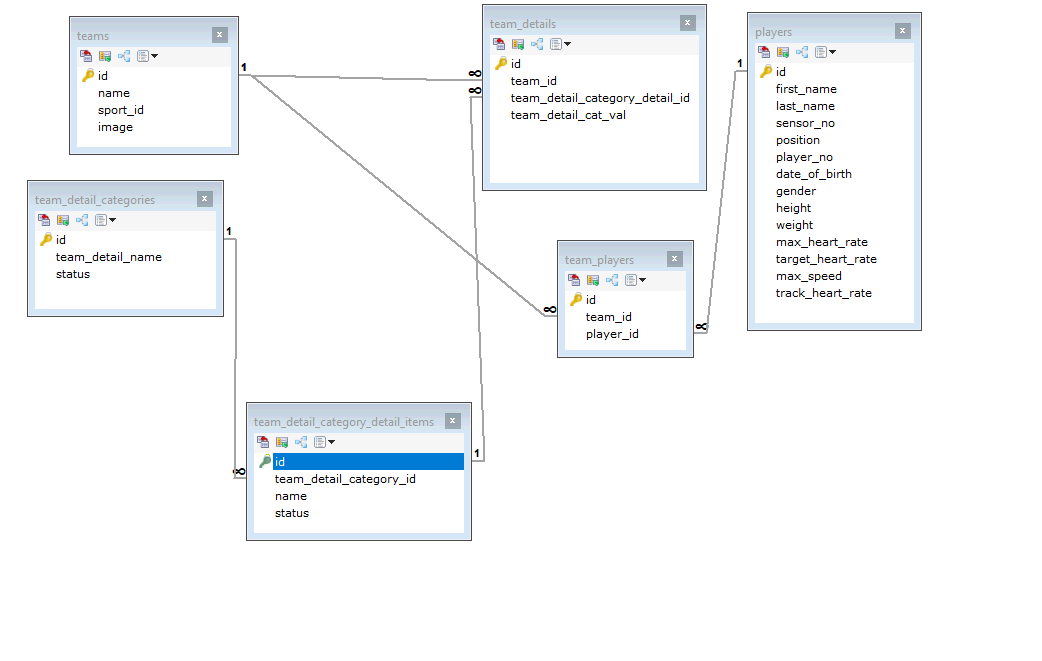 teams
id
name
sport_id
image
team_details
id
team_id
team_detail_category_detail_id
team_detail_cat_val
players
id
first_name
last_name
sensor_no
position
player_no
date_of_birth
gender
height
weight
max_heart_rate
target_heart_rate
max_speed
track_heart_rate
team_detail_categories
id
team_detail_name
status
team_players
id
team_id
player_id
team_detail_category_detail_items
id
team_detail_category_id
name
status
1
∞
∞
1
1
∞
∞
∞
1